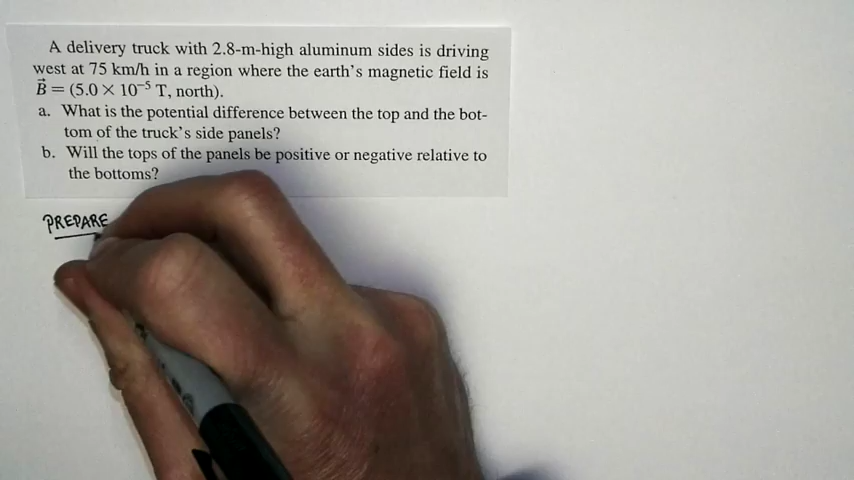 A delivery truck with 2.8-m-high aluminum sides is driving
west at 75 km/h in a region where the earth's magnetic field is
B⃗ = (5.0 × 10⁻⁵ T, north).
a. What is the potential difference between the top and the bot-
tom of the truck's side panels?
b. Will the tops of the panels be positive or negative relative to
the bottoms?
PREPARE